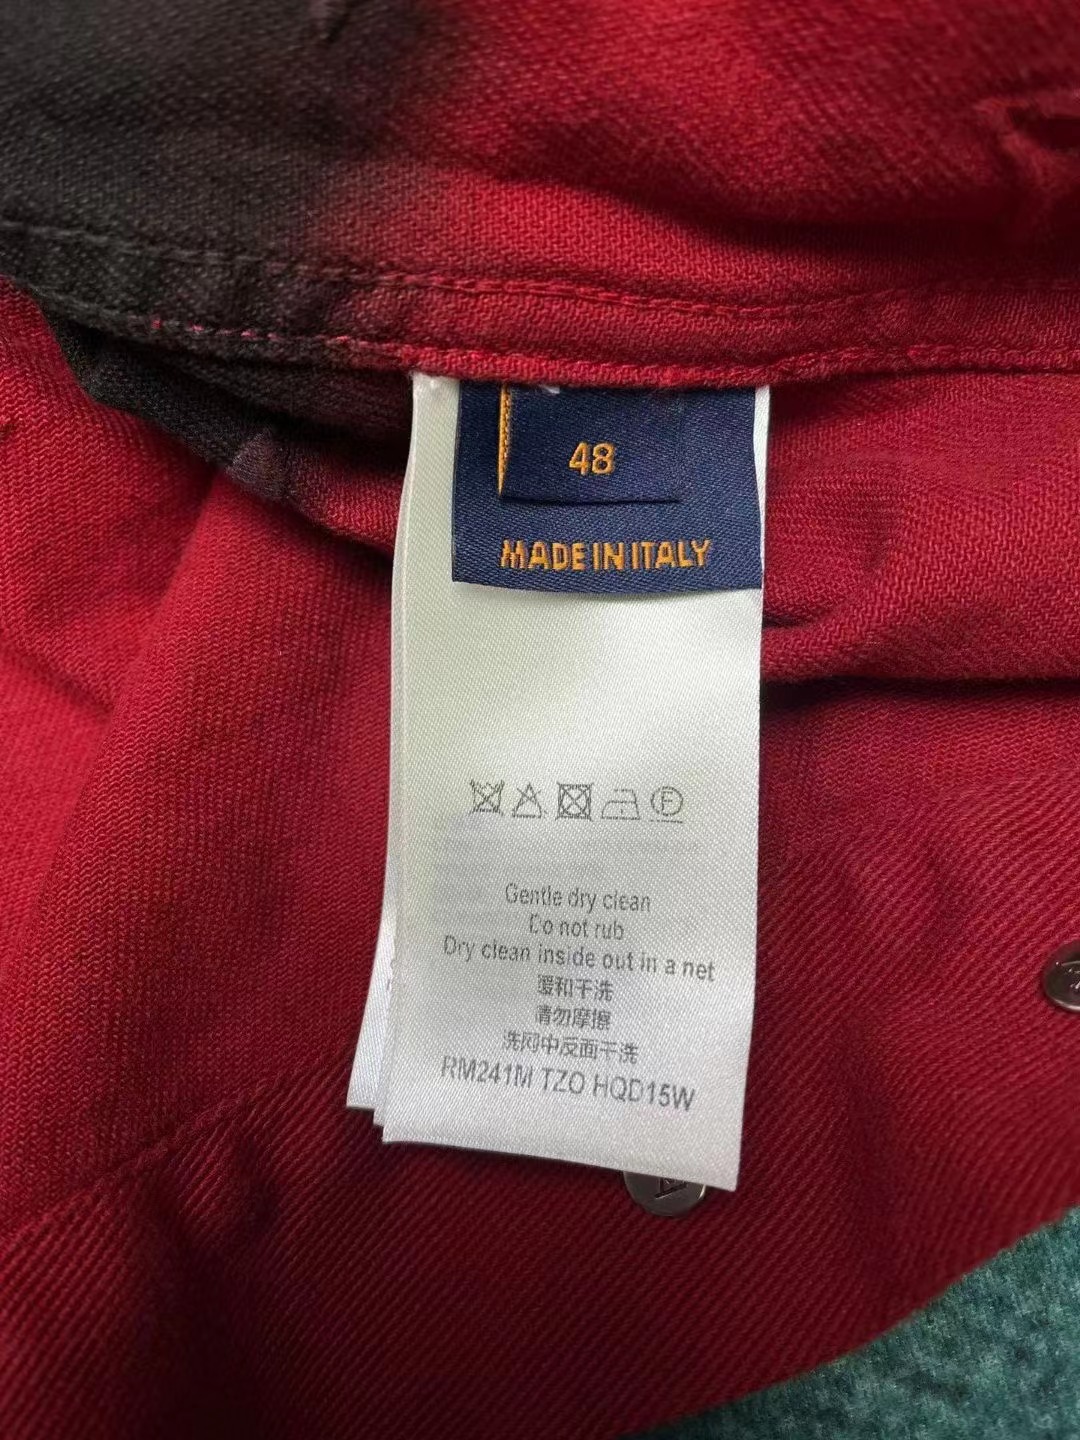 48
MADE IN ITALY
Gentle dry clean
Do not rub
Dry clean inside out in a net
缓和干洗
请勿摩擦
洗网中反面干洗
RM241M TZO HQD15W